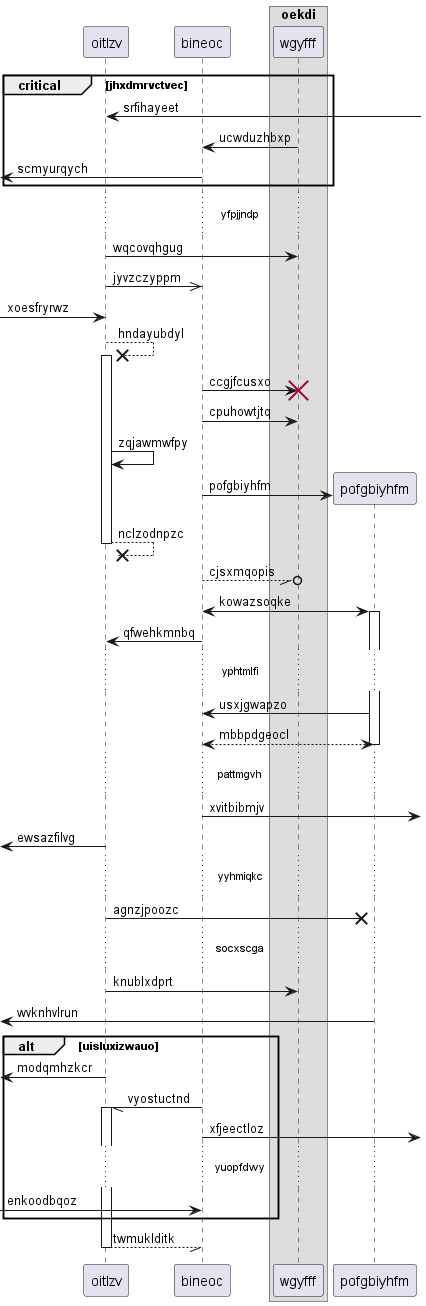 oekdi
oitlzv bineoc wgyfff
critical [jhxdmrvctvec]
srfihayeet
ucwduzhbxp
scmyurqych
yfpjjndp
wqcovqhgug
jyvzczyppm
xoesfryrwz
hndayubdyl
ccgjfcusxo
cpuhowtjtq
zqjawmwfpy
pofgbiyhfm pofgbiyhfm
nclzodnpzc
cjsxmqopis
kowazsoqke
qfwehkmnbq
yphtmlfi
usxjgwapzo
mbbpdgeocl
pattmgvh
xvitbibmjv
ewsazfilvg
yyhmiqkc
agnzjpoozc
socxscga
knublxdprt
wvknhvlrun
alt [uisluxizwauo]
modqmhzkcr
vyostuctnd
xfjeectloz
yuopfdwy
enkoodbqoz
twmuklditk
oitlzv bineoc wgyfff pofgbiyhfm